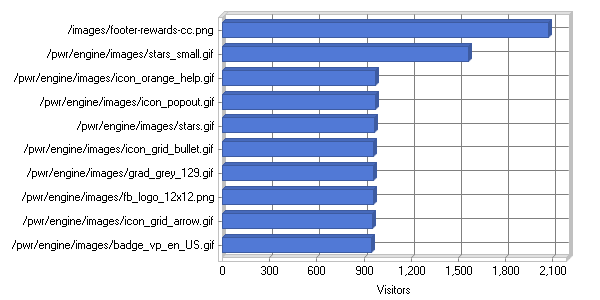 /images/footer-rewards-cc.png
/pwr/engine/images/stars_small.gif
/pwr/engine/images/icon_orange_help.gif
/pwr/engine/images/icon_popout.gif
/pwr/engine/images/stars.gif
/pwr/engine/images/icon_grid_bullet.gif
/pwr/engine/images/grad_grey_129.gif
/pwr/engine/images/fb_logo_12x12.png
/pwr/engine/images/icon_grid_arrow.gif
/pwr/engine/images/badge_vp_en_US.gif
0 300 600 900 1,200 1,500 1,800 2,100
Visitors